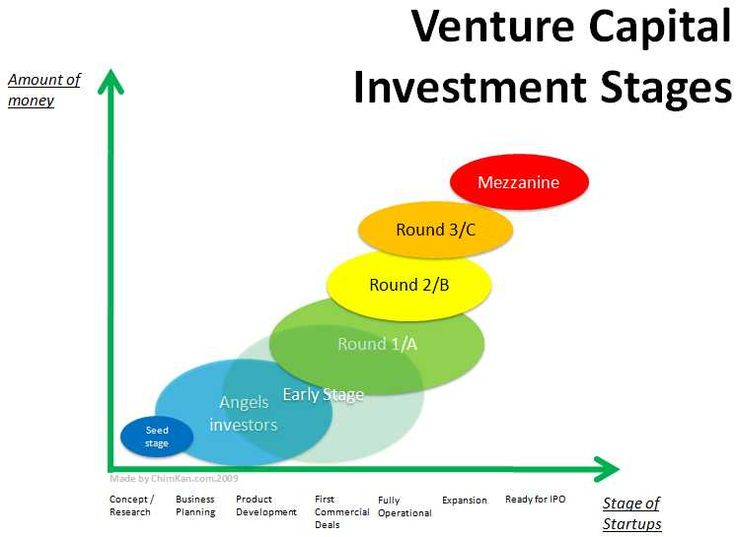 Venture Capital
Investment Stages
Amount of
money
Mezzanine
Round 3/C
Round 2/B
Round 1/A
Early Stage
Angels
investors
Seed
stage
Made by ChimKan.com.2009
Concept /
Research
Business
Planning
Product
Development
First
Commercial
Deals
Fully
Operational
Expansion
Ready for IPO
Stage of
Startups